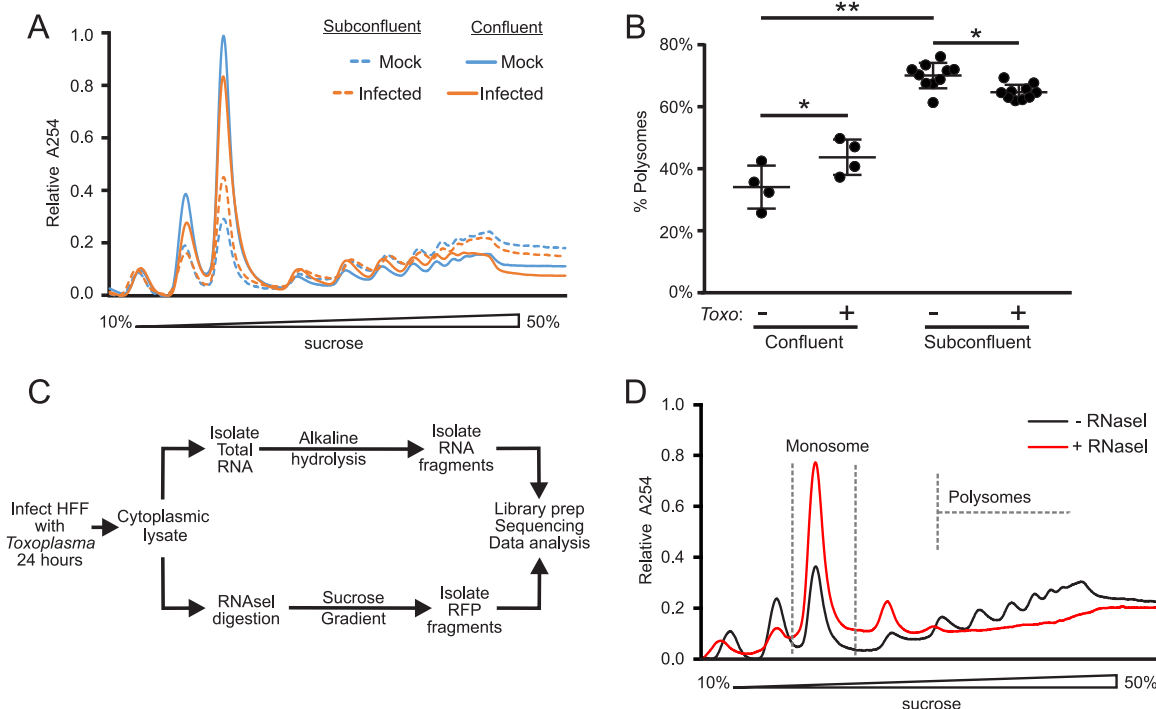 A
Subconfluent
Confluent
Mock
Mock
Infected
Infected
Relative A254
1.0
0.8
0.6
0.4
0.2
0.0
10%
50%
sucrose
B
**
*
*
% Polysomes
80%
60%
40%
20%
0%
Toxo:
-
+
-
+
Confluent
Subconfluent
C
Infect HFF
with
Toxoplasma
24 hours
Cytoplasmic
lysate
Isolate
Total
RNA
Alkaline
hydrolysis
Isolate
RNA
fragments
RNAseI
digestion
Sucrose
Gradient
Isolate
RFP
fragments
Library prep
Sequencing
Data analysis
D
- RNaseI
+ RNaseI
Monosome
Polysomes
Relative A254
1.0
0.8
0.6
0.4
0.2
0.0
10%
50%
sucrose